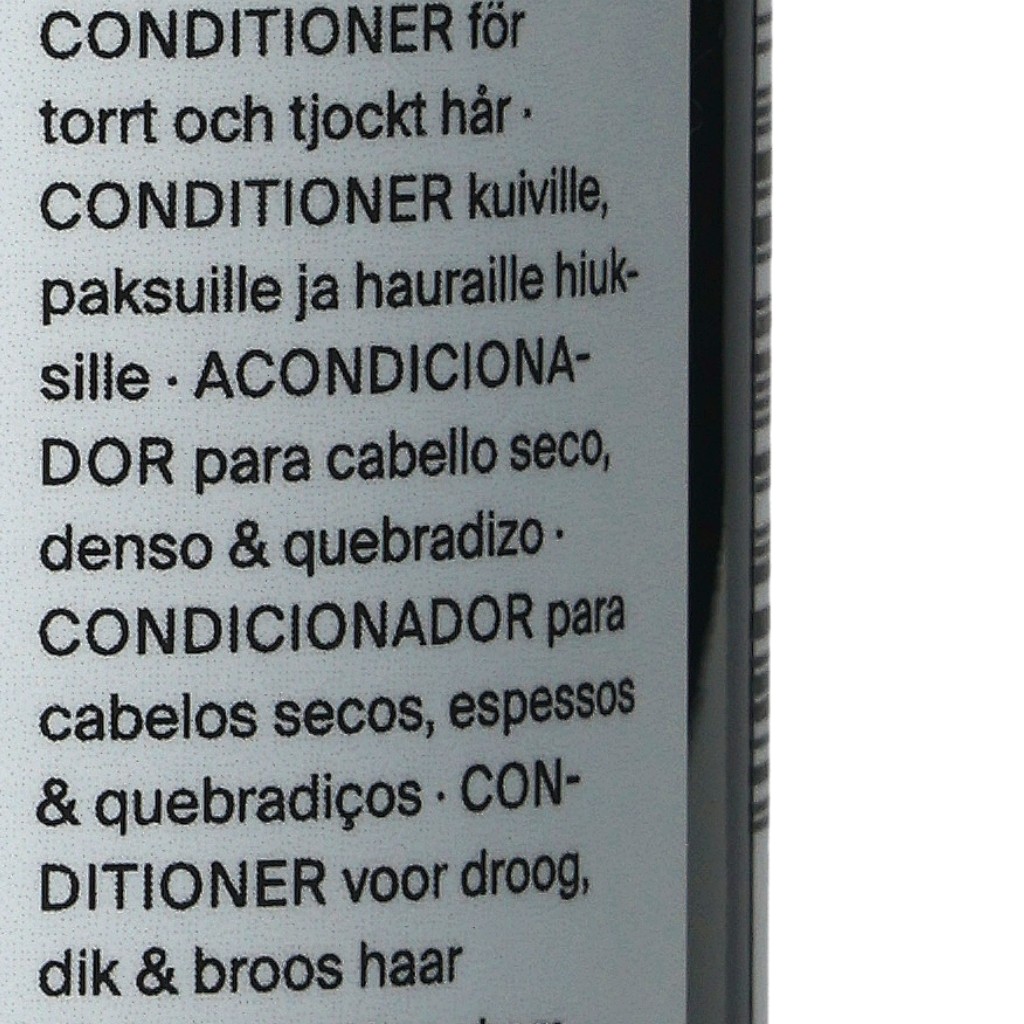 CONDITIONER för
torrt och tjockt hår ·
CONDITIONER kuiville,
paksuille ja hauraille hiuk-
sille · ACONDICIONA-
DOR para cabello seco,
denso & quebradizo ·
CONDICIONADOR para
cabelos secos, espessos
& quebradiços · CON-
DITIONER voor droog,
dik & broos haar